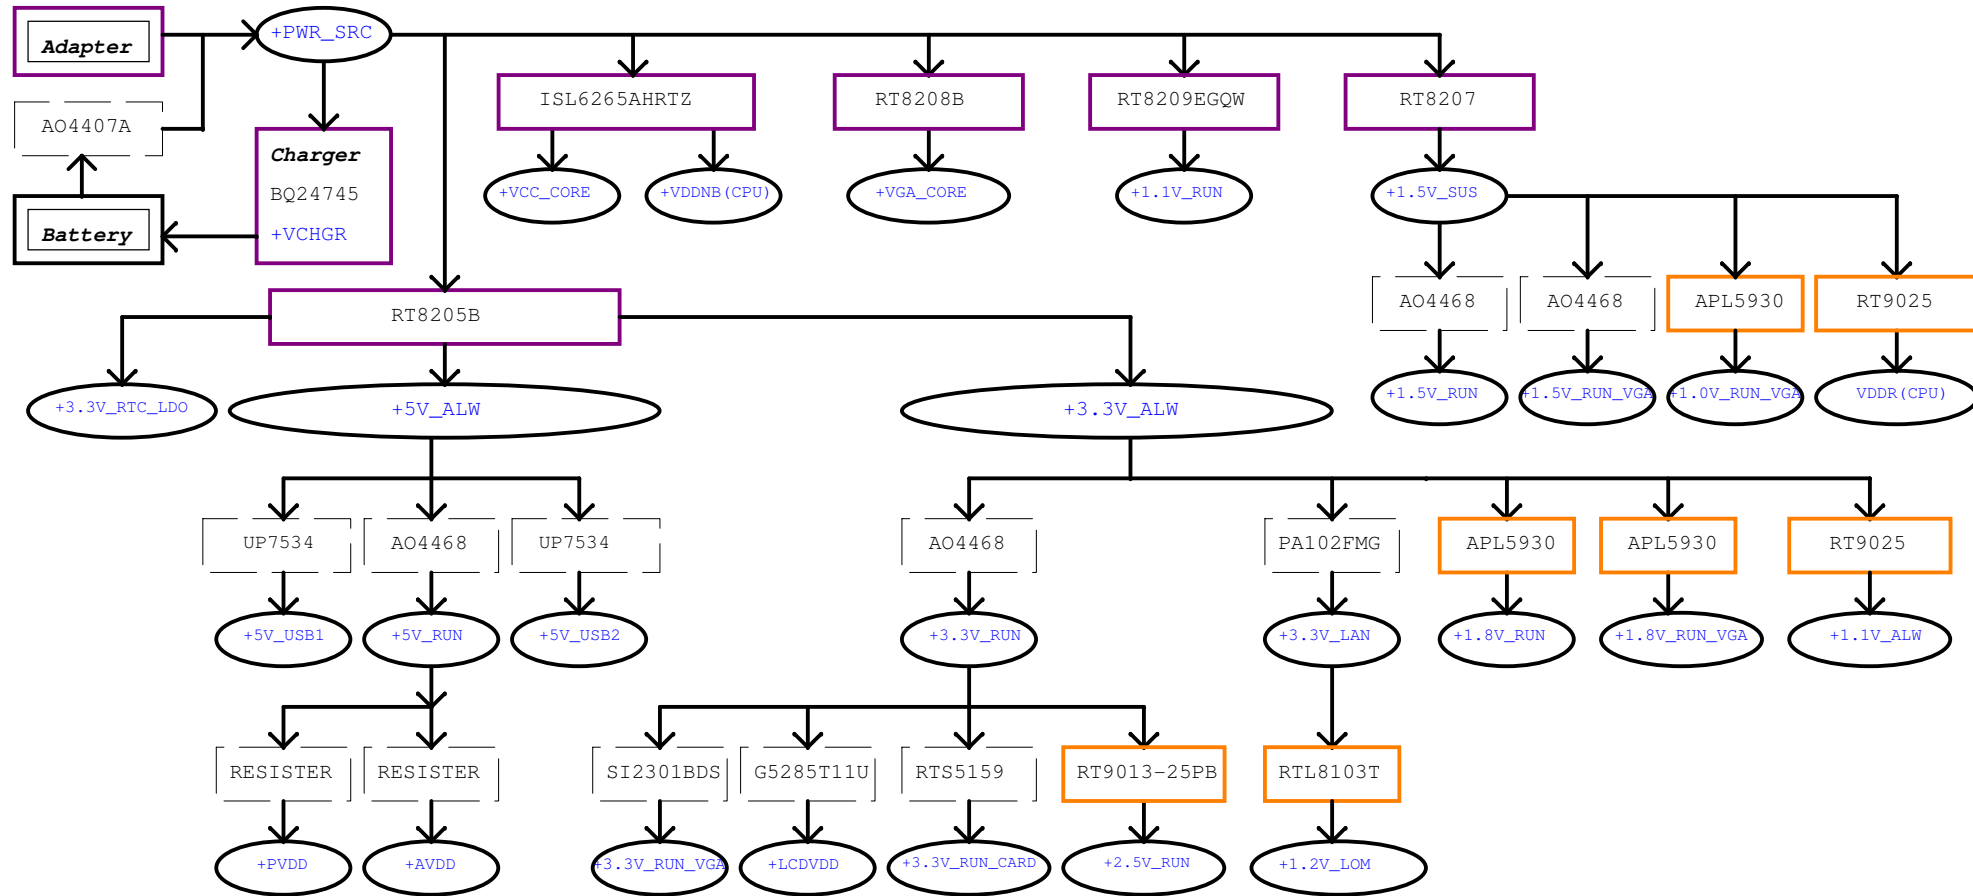 Adapter
+PWR_SRC
ISL6265AHRTZ
RT8208B
RT8209EGQW
RT8207
AO4407A
Charger
BQ24745
+VCHGR
Battery
+VCC_CORE
+VDDNB(CPU)
+VGA_CORE
+1.1V_RUN
+1.5V_SUS
RT8205B
AO4468
AO4468
APL5930
RT9025
+3.3V_RTC_LDO
+5V_ALW
+3.3V_ALW
+1.5V_RUN
+1.5V_RUN_VGA
+1.0V_RUN_VGA
VDDR(CPU)
UP7534
AO4468
UP7534
AO4468
PA102FMG
APL5930
APL5930
RT9025
+5V_USB1
+5V_RUN
+5V_USB2
+3.3V_RUN
+3.3V_LAN
+1.8V_RUN
+1.8V_RUN_VGA
+1.1V_ALW
RESISTER
RESISTER
SI2301BDS
G5285T11U
RTS5159
RT9013-25PB
RTL8103T
+PVDD
+AVDD
+3.3V_RUN_VGA
+LCDVDD
+3.3V_RUN_CARD
+2.5V_RUN
+1.2V_LOM